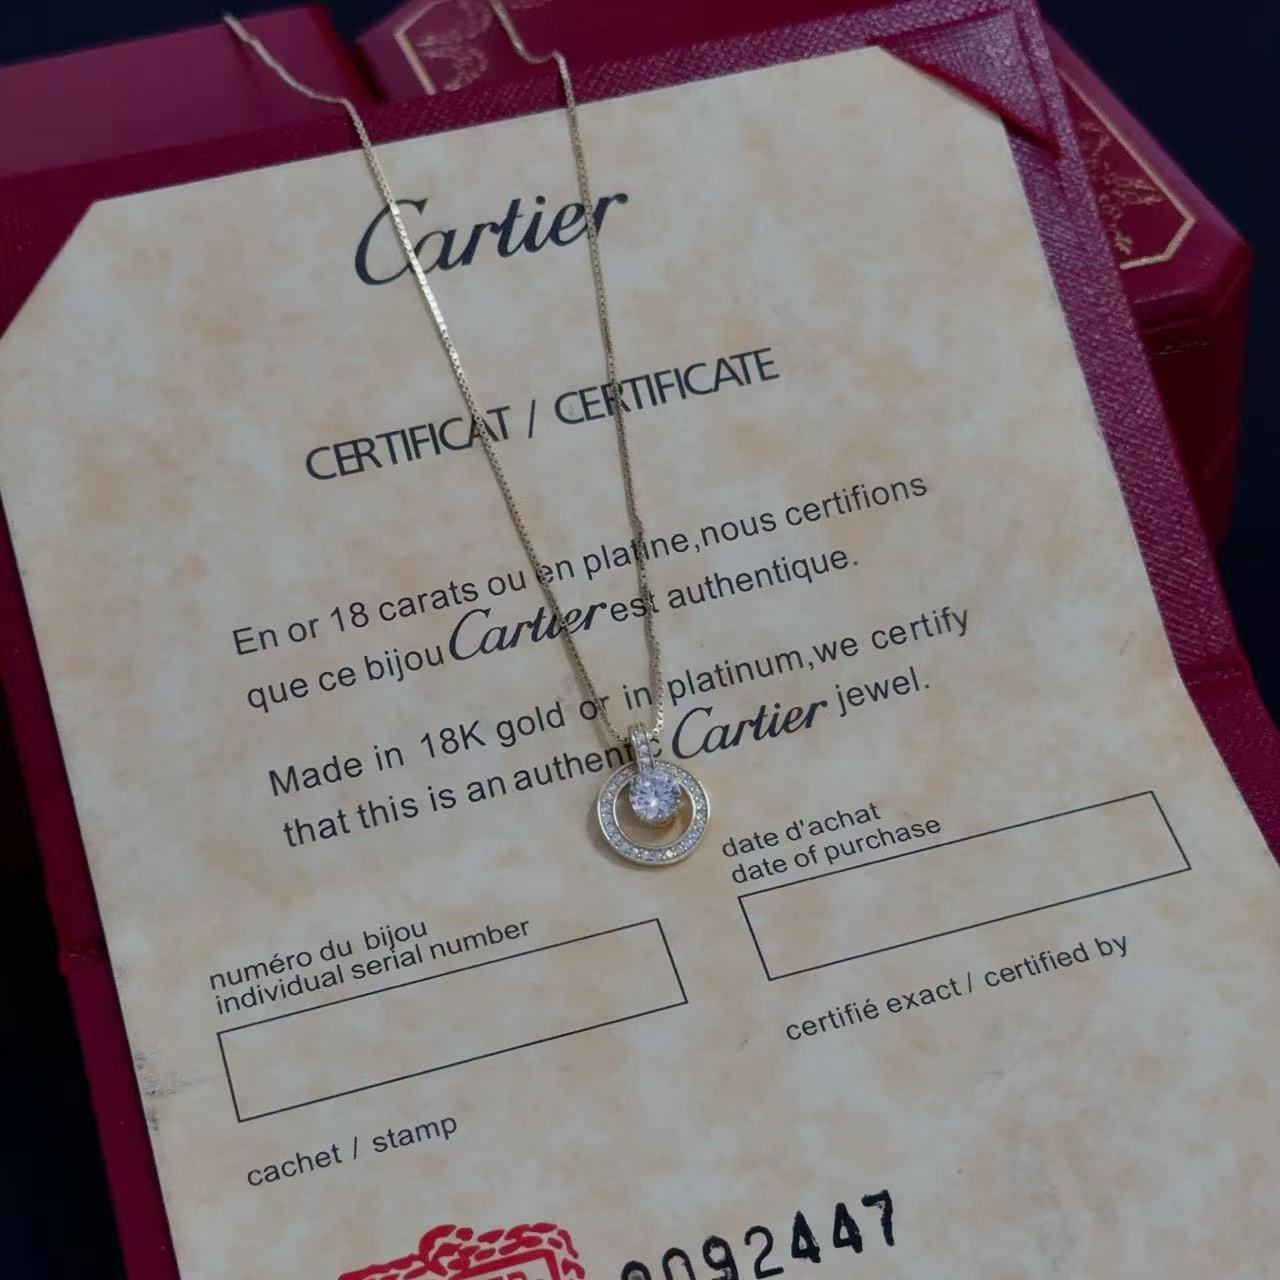 Cartier
CERTIFICAT / CERTIFICATE
En or 18 carats ou en platine,nous certifions
que ce bijou Cartier est authentique.
Made in 18K gold or in platinum,we certify
that this is an authentic Cartier jewel.
date d'achat
date of purchase
numéro du bijou
individual serial number
certifié exact / certified by
cachet / stamp
0092447